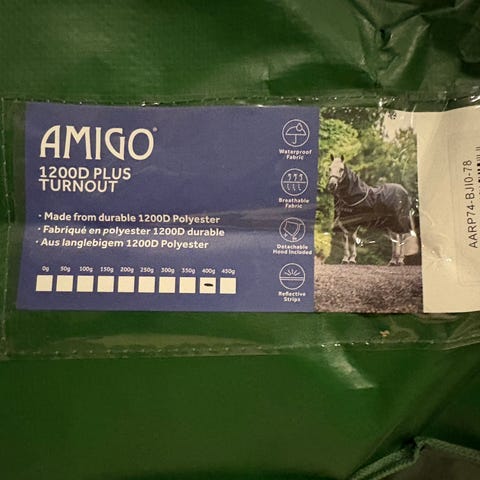 AMIGO®
1200D PLUS
TURNOUT
· Made from durable 1200D Polyester
· Fabriqué en polyester 1200D durable
· Aus langlebigem 1200D Polyester
0g 50g 100g 150g 200g 250g 300g 350g 400g 450g
Waterproof
Fabric
Breathable
Fabric
Detachable
Hood Included
Reflective
Strips
AARP74-BJJ0-78